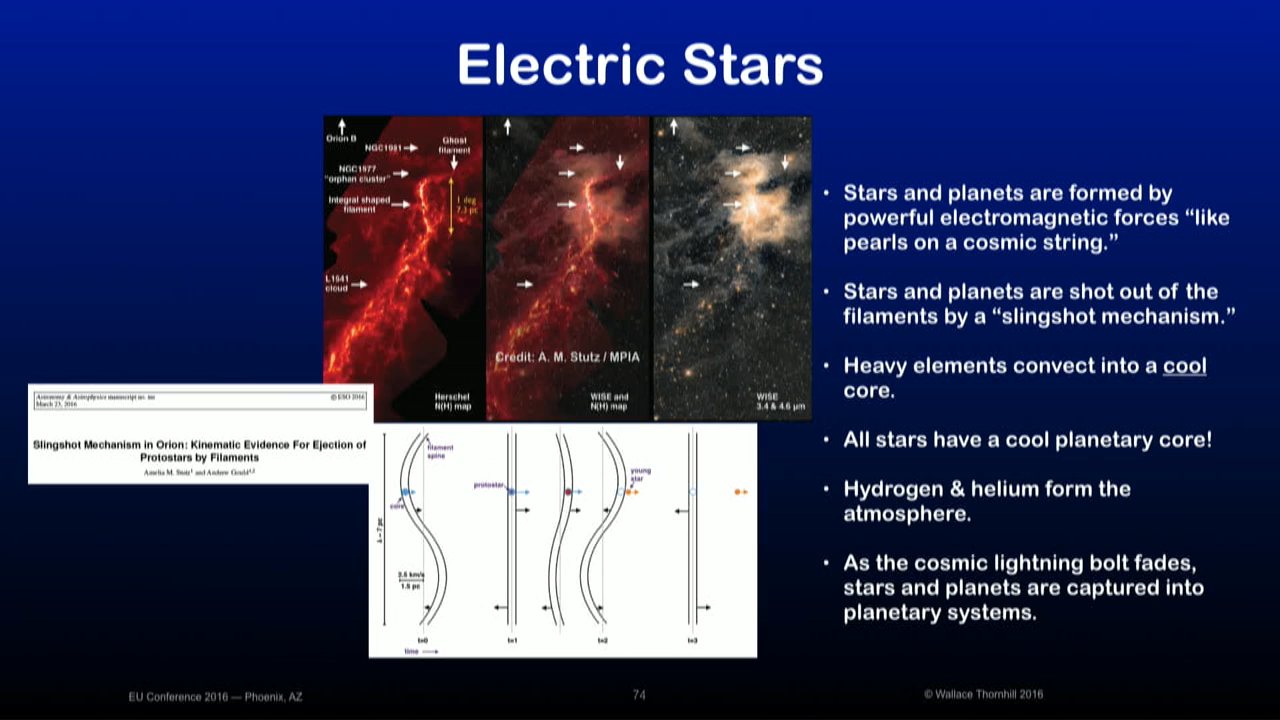 Electric Stars
Orion B
NGC1981
Ghost
filament
NGC1977
"orphan cluster"
Integral shaped
filament
1 deg
7.3 pc
L1641
cloud
Herschel
N(H) map
Credit: A. M. Stutz / MPIA
WISE and
N(H) map
WISE
3.4 & 4.6 μm
Astronomy & Astrophysics manuscript no. ms
March 23, 2016
© ESO 2016
Slingshot Mechanism in Orion: Kinematic Evidence For Ejection of
Protostars by Filaments
Amelia M. Stutz¹ and Andrew Gould¹,²
filament
spine
core
protostar
young
star
λ ~ 7 pc
2.5 km/s
1.5 pc
t=0
t=1
t=2
t=3
time
• Stars and planets are formed by
powerful electromagnetic forces “like
pearls on a cosmic string.”
• Stars and planets are shot out of the
filaments by a “slingshot mechanism.”
• Heavy elements convect into a cool
core.
• All stars have a cool planetary core!
• Hydrogen & helium form the
atmosphere.
• As the cosmic lightning bolt fades,
stars and planets are captured into
planetary systems.
EU Conference 2016 — Phoenix, AZ
74
© Wallace Thornhill 2016